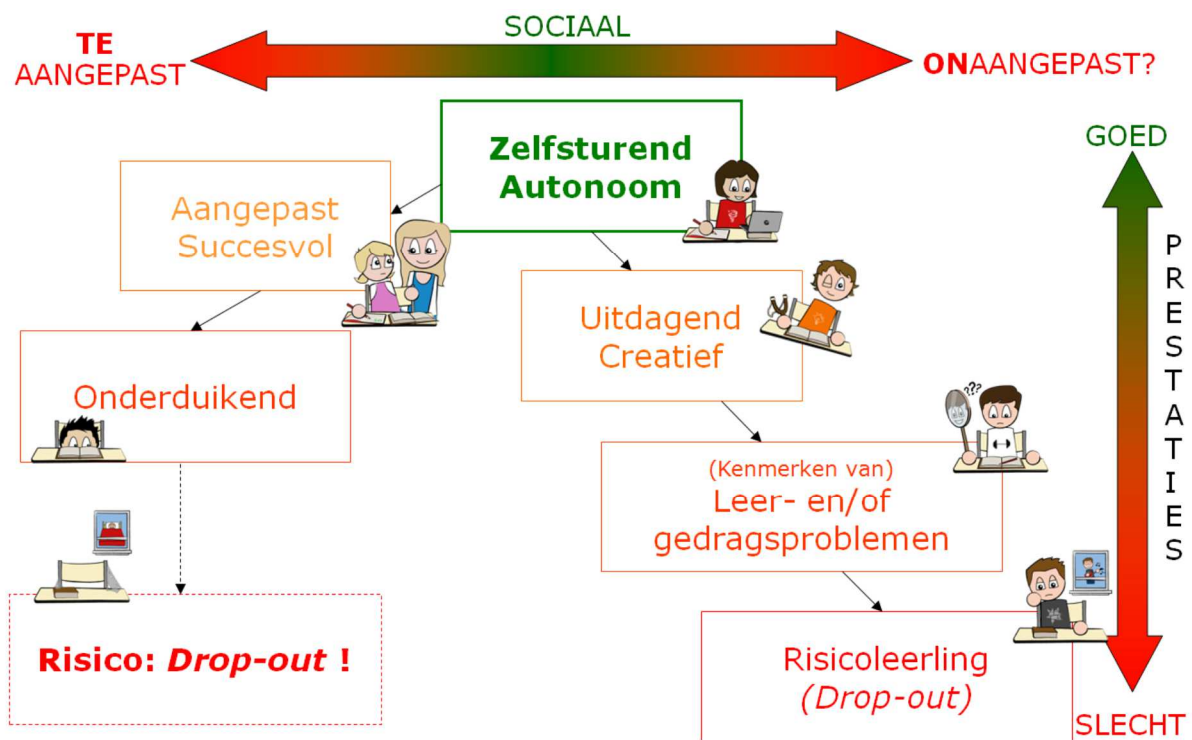 SOCIAAL
TE
AANGEPAST
ONAANGEPAST?
Zelfsturend
Autonoom
GOED
Aangepast
Succesvol
Uitdagend
Creatief
PRESTATIES
Onderduikend
???
(Kenmerken van)
Leer- en/of
gedragsproblemen
Risico: Drop-out !
Risicoleerling
(Drop-out)
SLECHT